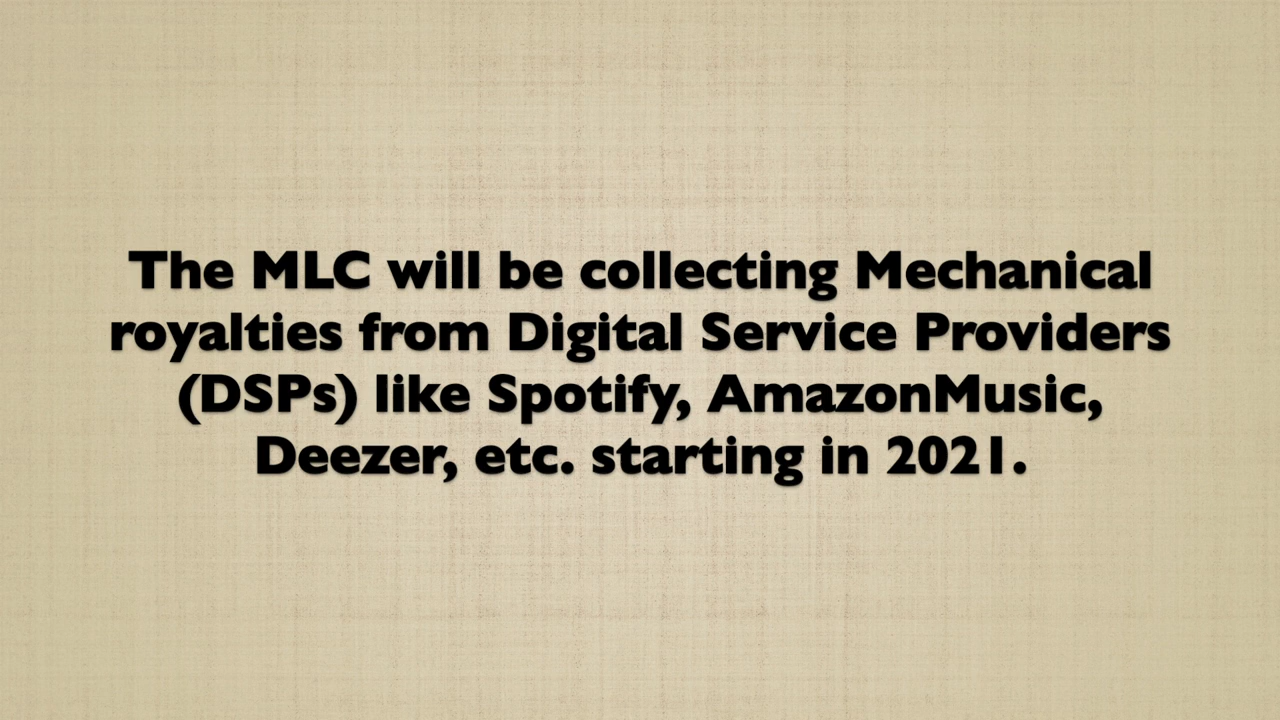 The MLC will be collecting Mechanical
royalties from Digital Service Providers
(DSPs) like Spotify, AmazonMusic,
Deezer, etc. starting in 2021.